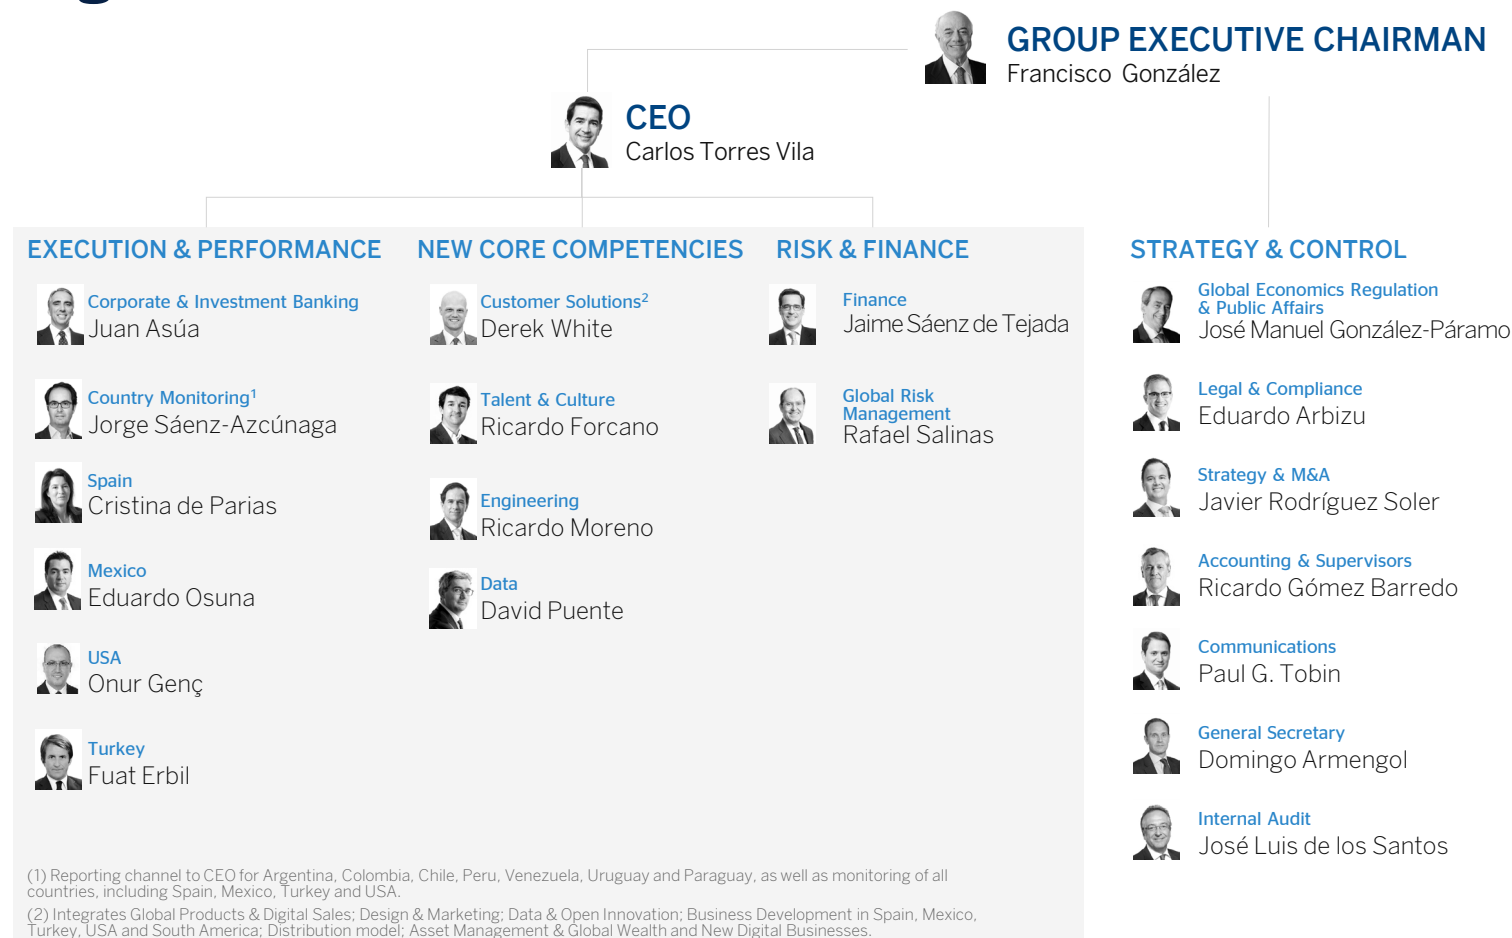 GROUP EXECUTIVE CHAIRMAN
Francisco González
CEO
Carlos Torres Vila
EXECUTION & PERFORMANCE
Corporate & Investment Banking
Juan Asúa
Country Monitoring¹
Jorge Sáenz-Azcúnaga
Spain
Cristina de Parias
Mexico
Eduardo Osuna
USA
Onur Genç
Turkey
Fuat Erbil
NEW CORE COMPETENCIES
Customer Solutions²
Derek White
Talent & Culture
Ricardo Forcano
Engineering
Ricardo Moreno
Data
David Puente
RISK & FINANCE
Finance
Jaime Sáenz de Tejada
Global Risk
Management
Rafael Salinas
STRATEGY & CONTROL
Global Economics Regulation
& Public Affairs
José Manuel González-Páramo
Legal & Compliance
Eduardo Arbizu
Strategy & M&A
Javier Rodríguez Soler
Accounting & Supervisors
Ricardo Gómez Barredo
Communications
Paul G. Tobin
General Secretary
Domingo Armengol
Internal Audit
José Luis de los Santos
(1) Reporting channel to CEO for Argentina, Colombia, Chile, Peru, Venezuela, Uruguay and Paraguay, as well as monitoring of all
countries, including Spain, Mexico, Turkey and USA.
(2) Integrates Global Products & Digital Sales; Design & Marketing; Data & Open Innovation; Business Development in Spain, Mexico,
Turkey, USA and South America; Distribution model; Asset Management & Global Wealth and New Digital Businesses.